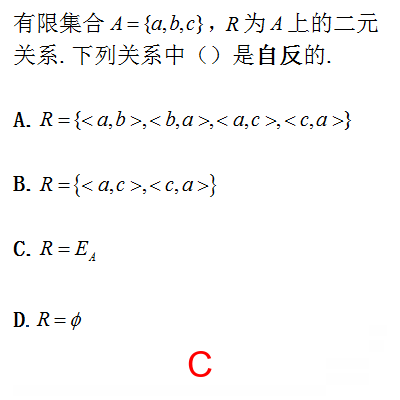 有限集合 A={a,b,c}，R 为 A 上的二元
关系. 下列关系中（）是自反的.
A. R={<a,b>,<b,a>,<a,c>,<c,a>}
B. R={<a,c>,<c,a>}
C. R=E_A
D. R=ϕ
C